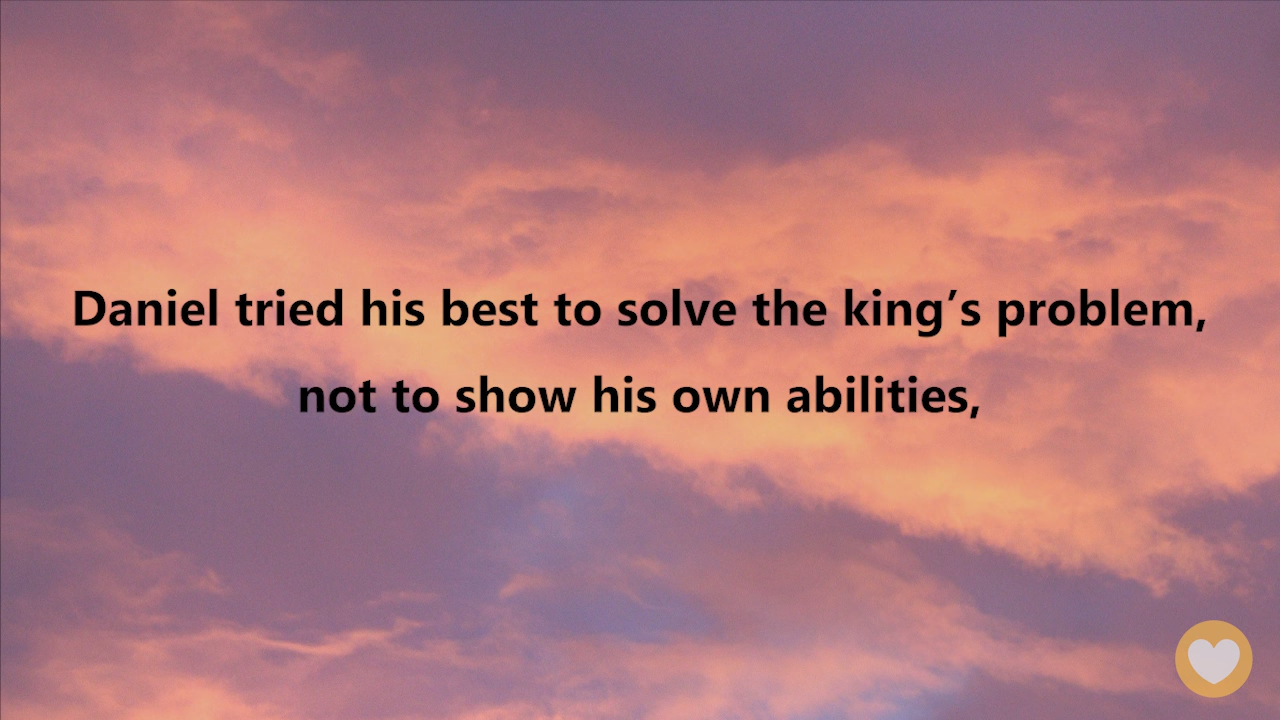 Daniel tried his best to solve the king’s problem,
not to show his own abilities,